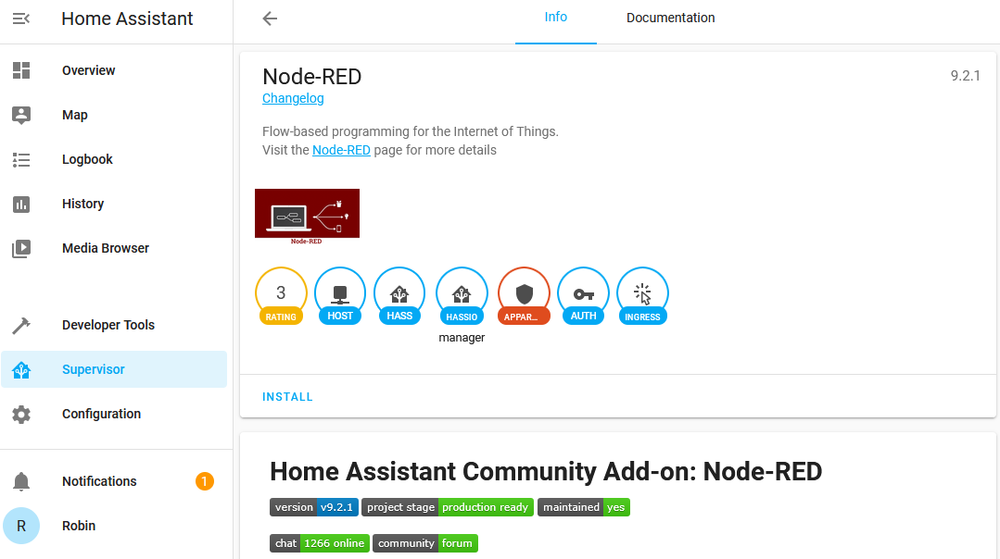 Home Assistant
Info
Documentation
Overview
Map
Logbook
History
Media Browser
Developer Tools
Supervisor
Configuration
Notifications
1
R
Robin
Node-RED
9.2.1
Changelog
Flow-based programming for the Internet of Things.
Visit the Node-RED page for more details
Node-RED
3
RATING
HOST
HASS
HASSIO
manager
APPAR...
AUTH
INGRESS
INSTALL
Home Assistant Community Add-on: Node-RED
version v9.2.1 project stage production ready maintained yes
chat 1266 online community forum